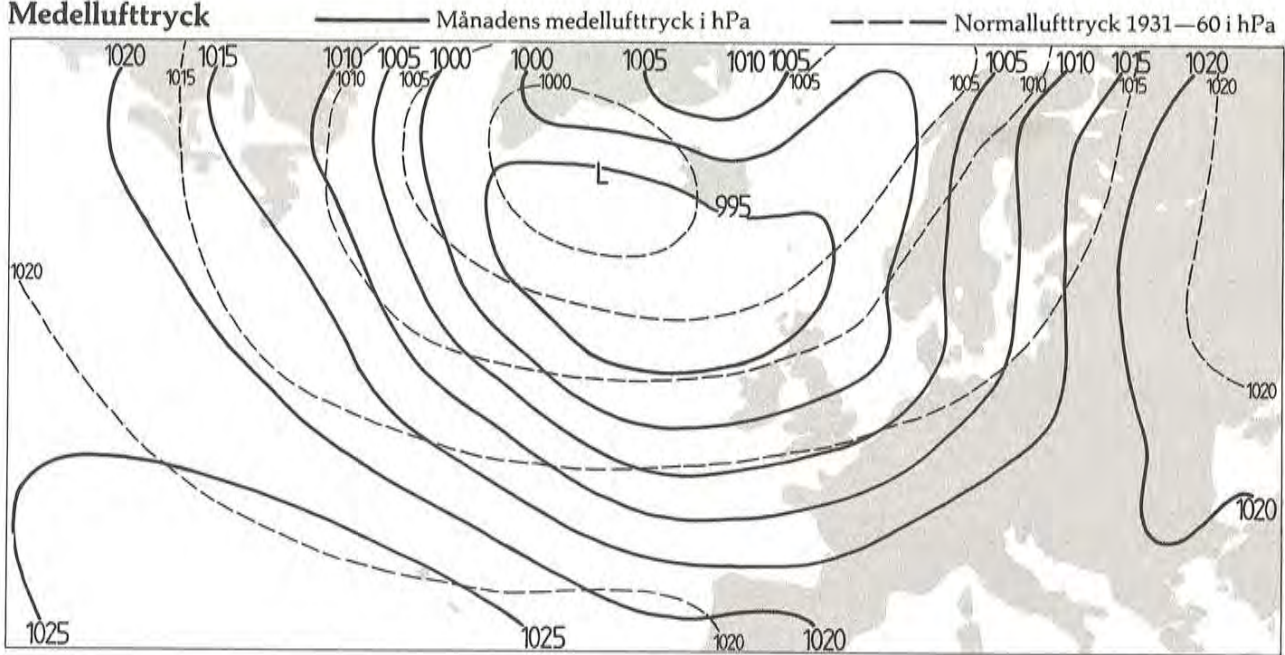 Medellufttryck
Månadens medellufttryck i hPa
Normallufttryck 1931—60 i hPa
1020 1015 1010 1005 1000 1000 1005 1010 1005 1005 1010 1015 1020
1015 1010 1005 1000 1005 1005 1010 1015 1020
L
995
1020
1020
1020
1025 1025 1020 1020